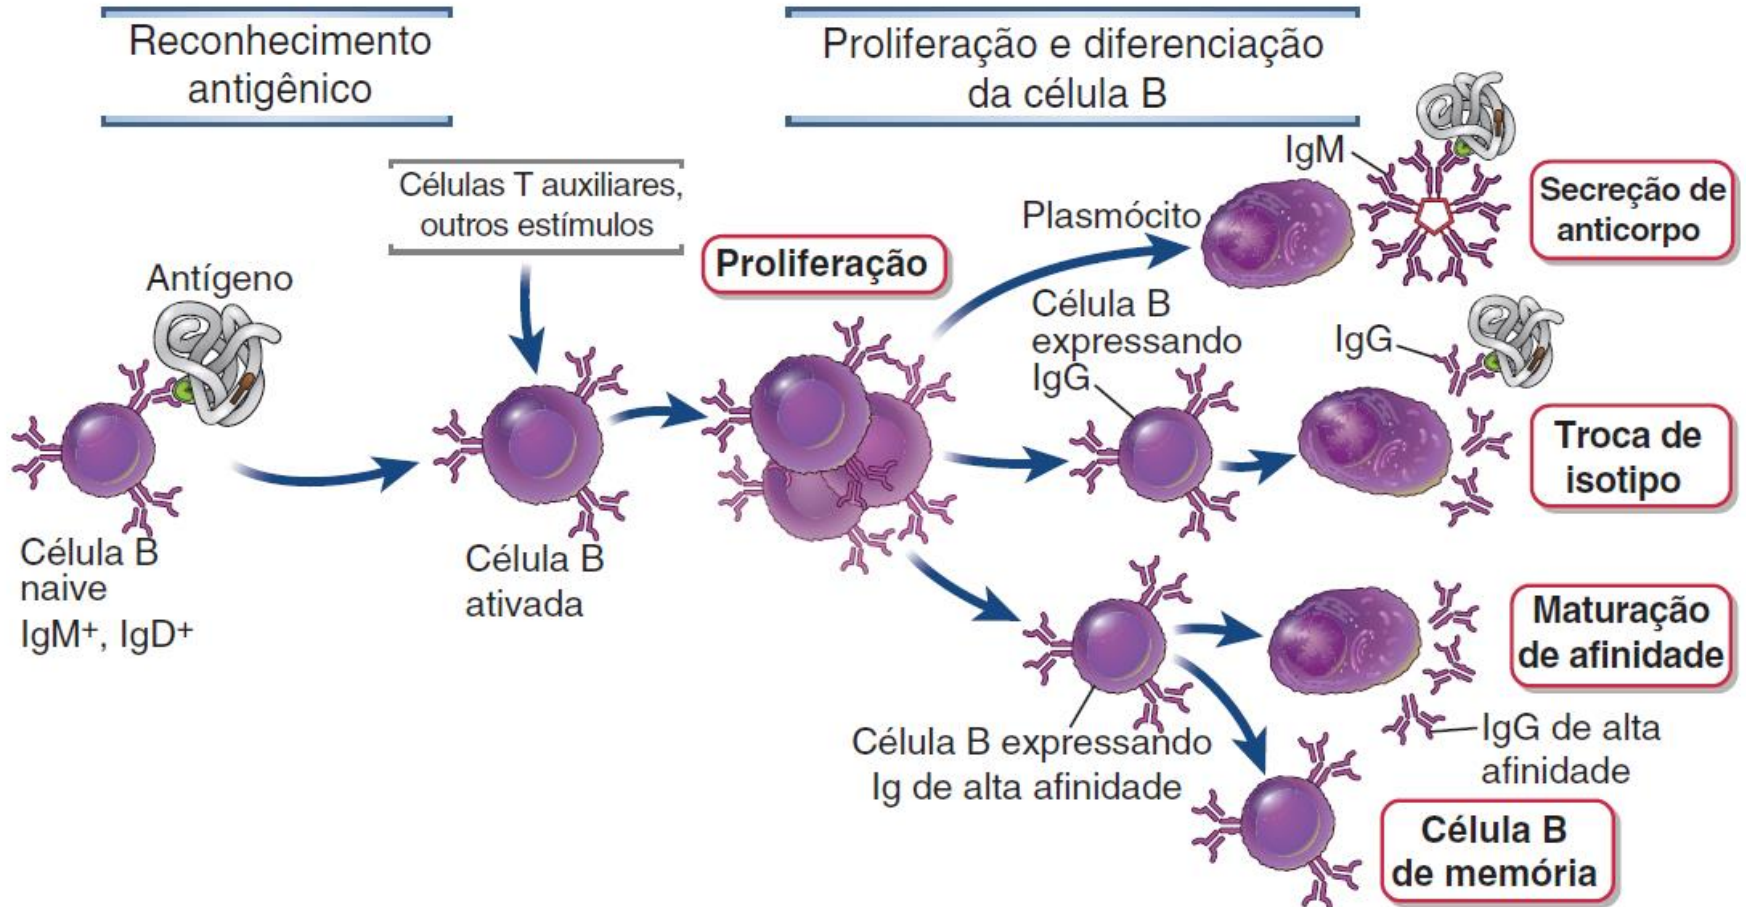 Reconhecimento
antigênico
Proliferação e diferenciação
da célula B
Células T auxiliares,
outros estímulos
Antígeno
Célula B
naive
IgM+, IgD+
Célula B
ativada
Proliferação
Plasmócito
IgM
Secreção de
anticorpo
Célula B
expressando
IgG
IgG
Troca de
isotipo
Célula B expressando
Ig de alta afinidade
Maturação
de afinidade
IgG de alta
afinidade
Célula B
de memória